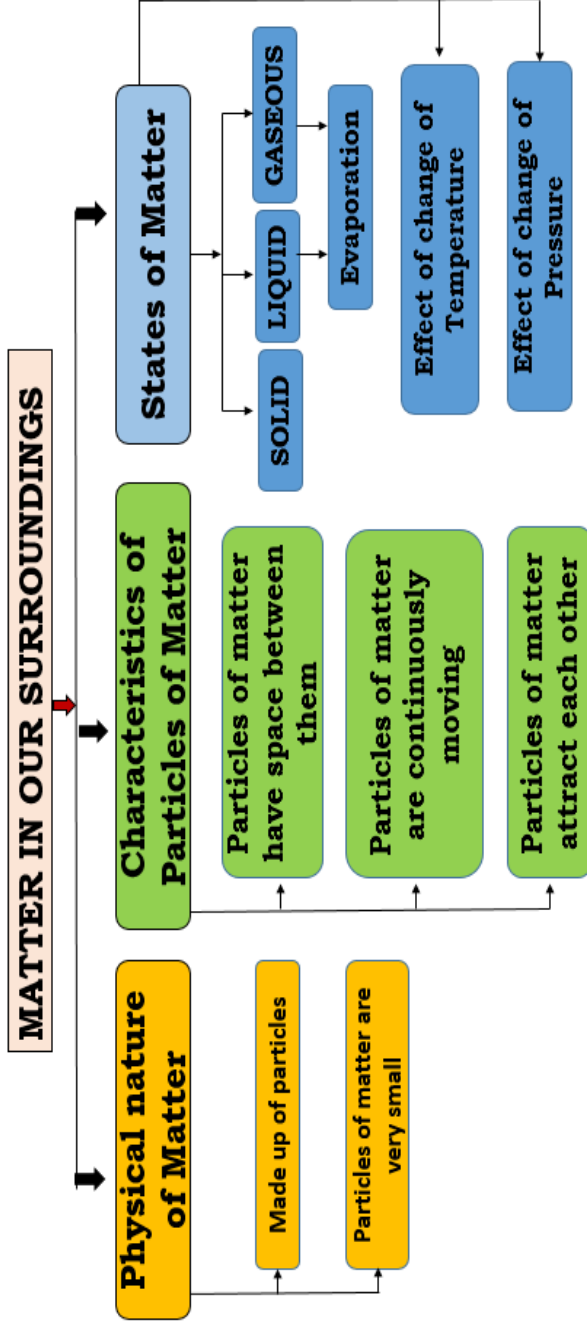 MATTER IN OUR SURROUNDINGS
Physical nature
of Matter
Made up of particles
Particles of matter are
very small
Characteristics of
Particles of Matter
Particles of matter
have space between
them
Particles of matter
are continuously
moving
Particles of matter
attract each other
States of Matter
SOLID
LIQUID
GASEOUS
Evaporation
Effect of change of
Temperature
Effect of change of
Pressure